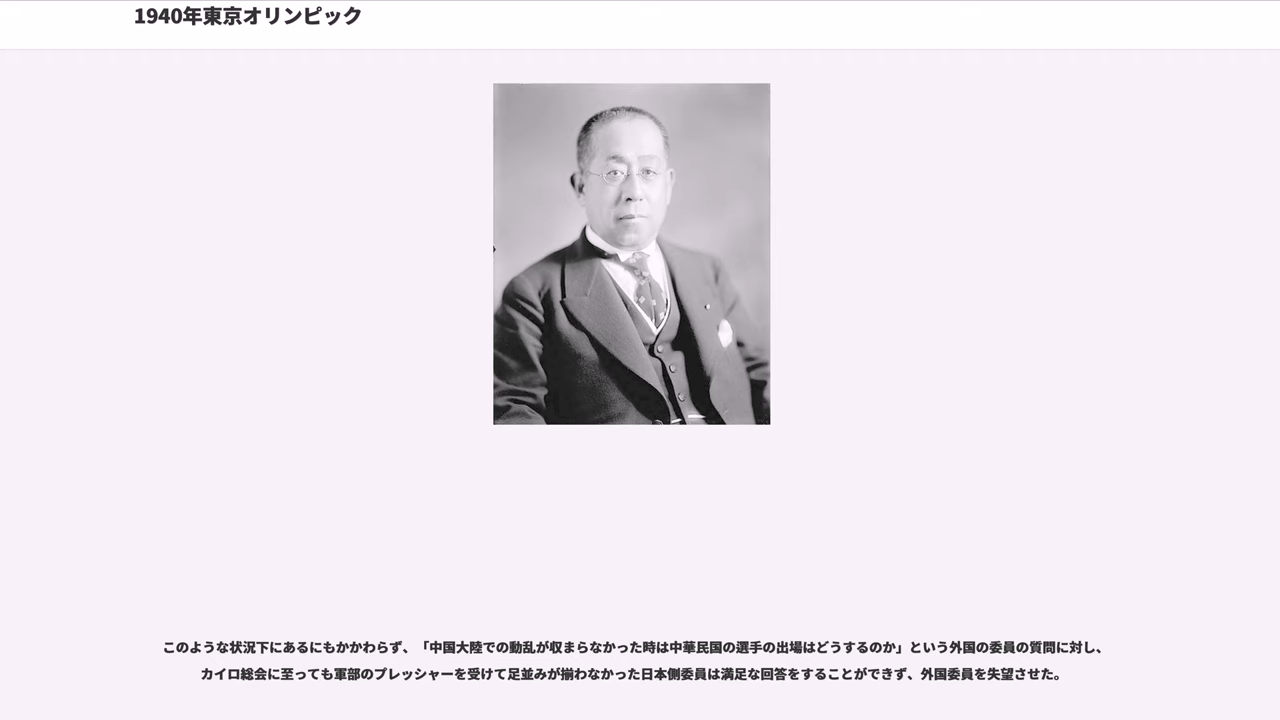 1940年東京オリンピック
このような状況下にあるにもかかわらず、「中国大陸での動乱が収まらなかった時は中華民国の選手の出場はどうするのか」という外国の委員の質問に対し、
カイロ総会に至っても軍部のプレッシャーを受けて足並みが揃わなかった日本側委員は満足な回答をすることができず、外国委員を失望させた。